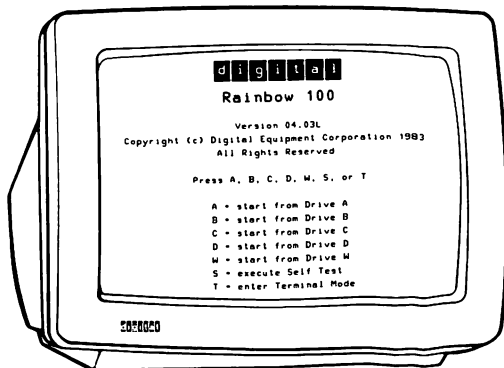 digital
Rainbow 100
Version 04.03L
Copyright (c) Digital Equipment Corporation 1983
All Rights Reserved
Press A, B, C, D, W, S, or T
A = start from Drive A
B = start from Drive B
C = start from Drive C
D = start from Drive D
W = start from Drive W
S = execute Self Test
T = enter Terminal Mode